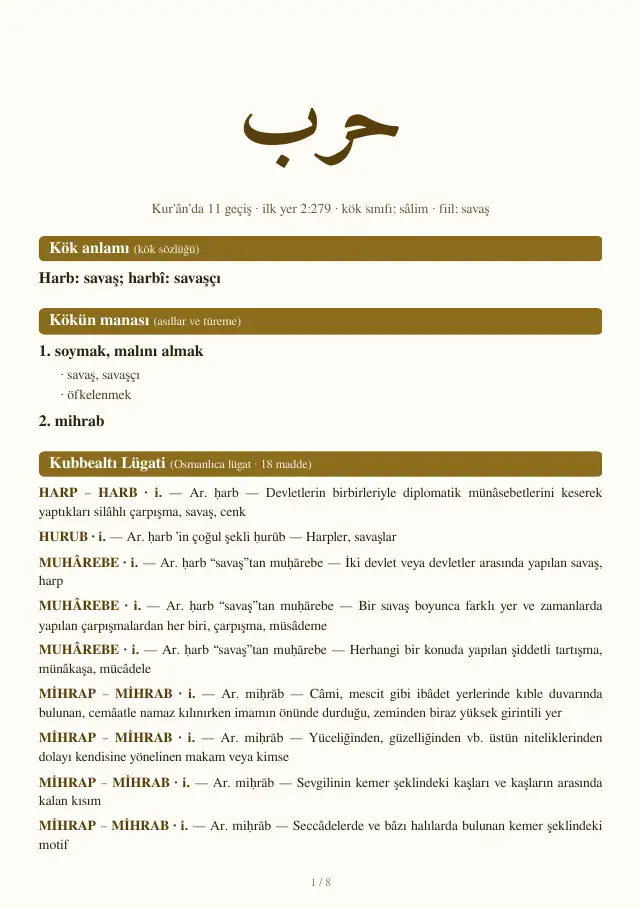 حرب
Kur'ân'da 11 geçiş · ilk yer 2:279 · kök sınıfı: sâlim · fiil: savaş
Kök anlamı (kök sözlüğü)
Harb: savaş; harbî: savaşçı
Kökün manası (asıllar ve türeme)
1. soymak, malını almak
· savaş, savaşçı
· öfkelenmek
2. mihrab
Kubbealtı Lügati (Osmanlıca lügat · 18 madde)
HARP – HARB · i. — Ar. ḥarb — Devletlerin birbirleriyle diplomatik münâsebetlerini keserek
yaptıkları silâhlı çarpışma, savaş, cenk
HURUB · i. — Ar. ḥarb 'in çoğul şekli ḥurūb — Harpler, savaşlar
MUHÂREBE · i. — Ar. ḥarb “savaş”tan muḥārebe — İki devlet veya devletler arasında yapılan savaş,
harp
MUHÂREBE · i. — Ar. ḥarb “savaş”tan muḥārebe — Bir savaş boyunca farklı yer ve zamanlarda
yapılan çarpışmalardan her biri, çarpışma, müsâdeme
MUHÂREBE · i. — Ar. ḥarb “savaş”tan muḥārebe — Herhangi bir konuda yapılan şiddetli tartışma,
münâkaşa, mücâdele
MİHRAP – MİHRAB · i. — Ar. miḥrāb — Câmi, mescit gibi ibâdet yerlerinde kıble duvarında
bulunan, cemâatle namaz kılınırken imamın önünde durduğu, zeminden biraz yüksek girintili yer
MİHRAP – MİHRAB · i. — Ar. miḥrāb — Yüceliğinden, güzelliğinden vb. üstün niteliklerinden
dolayı kendisine yönelinen makam veya kimse
MİHRAP – MİHRAB · i. — Ar. miḥrāb — Sevgilinin kemer şeklindeki kaşları ve kaşların arasında
kalan kısım
MİHRAP – MİHRAB · i. — Ar. miḥrāb — Seccâdelerde ve bâzı halılarda bulunan kemer şeklindeki
motif
1 / 8